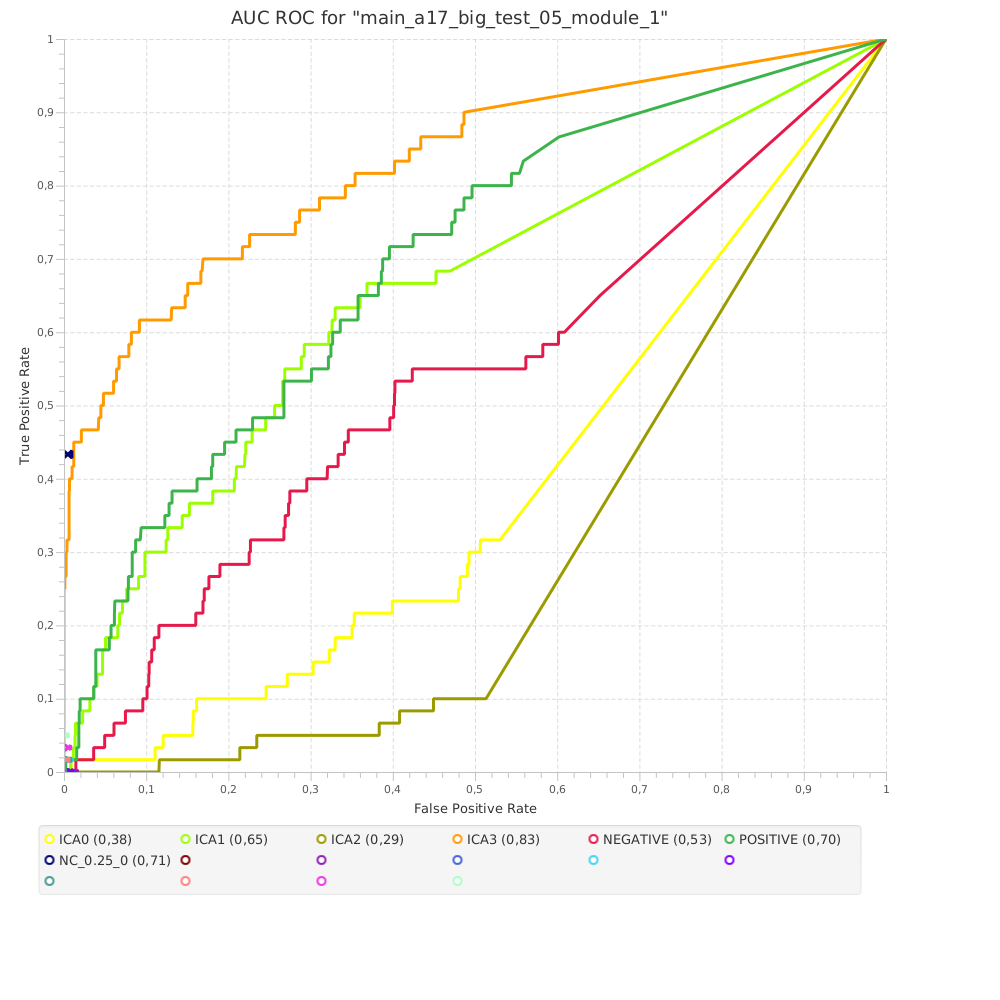 AUC ROC for "main_a17_big_test_05_module_1"
1
0,9
0,8
0,7
0,6
0,5
0,4
0,3
0,2
0,1
0
True Positive Rate
0 0,1 0,2 0,3 0,4 0,5 0,6 0,7 0,8 0,9 1
False Positive Rate
ICA0 (0,38) ICA1 (0,65) ICA2 (0,29) ICA3 (0,83) NEGATIVE (0,53) POSITIVE (0,70)
NC_0.25_0 (0,71)